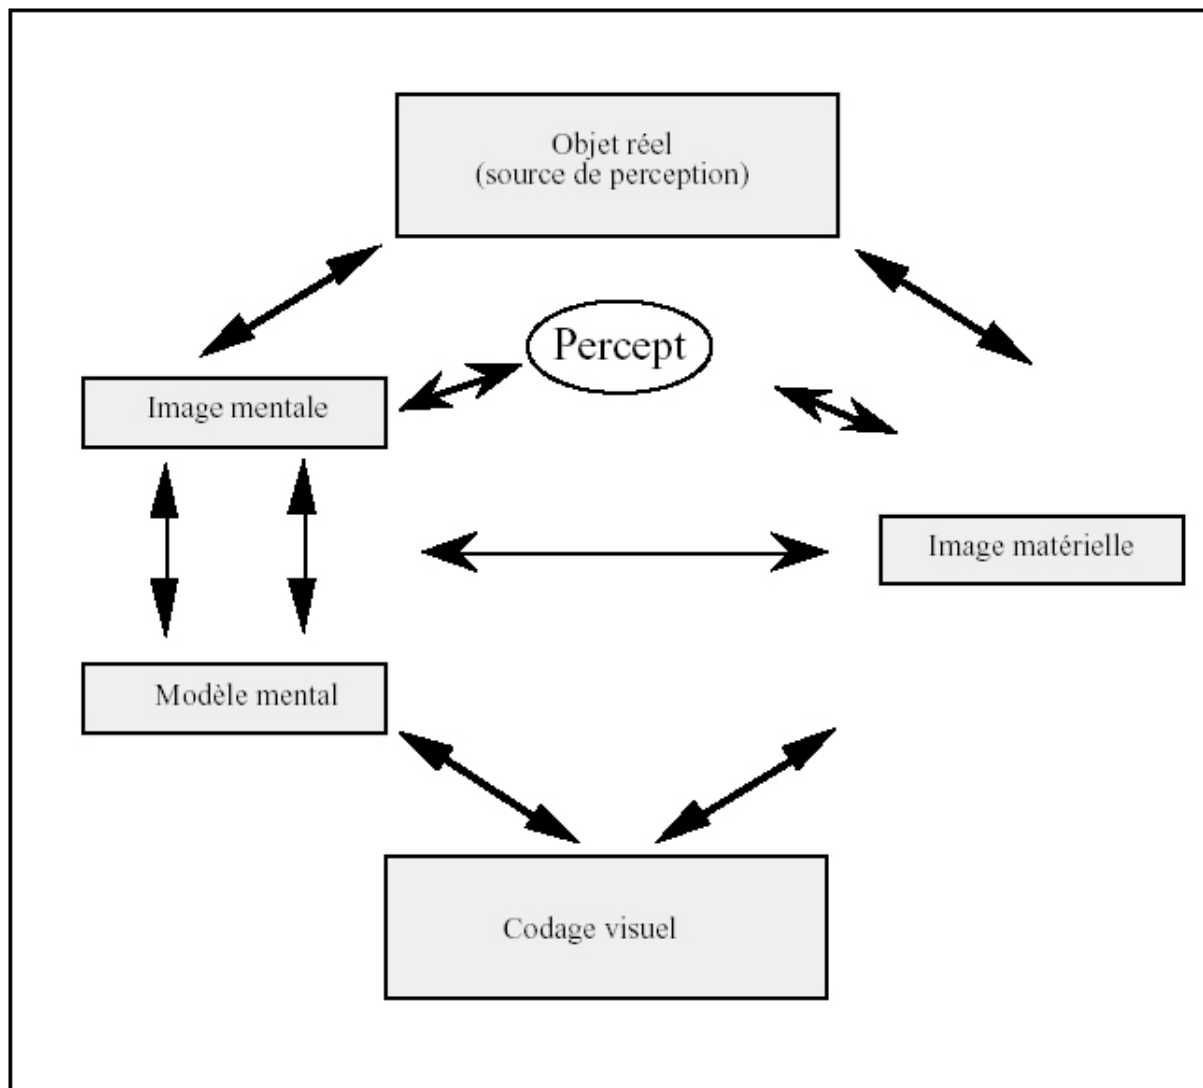 Objet réel
(source de perception)
Percept
Image mentale
Image matérielle
Modèle mental
Codage visuel